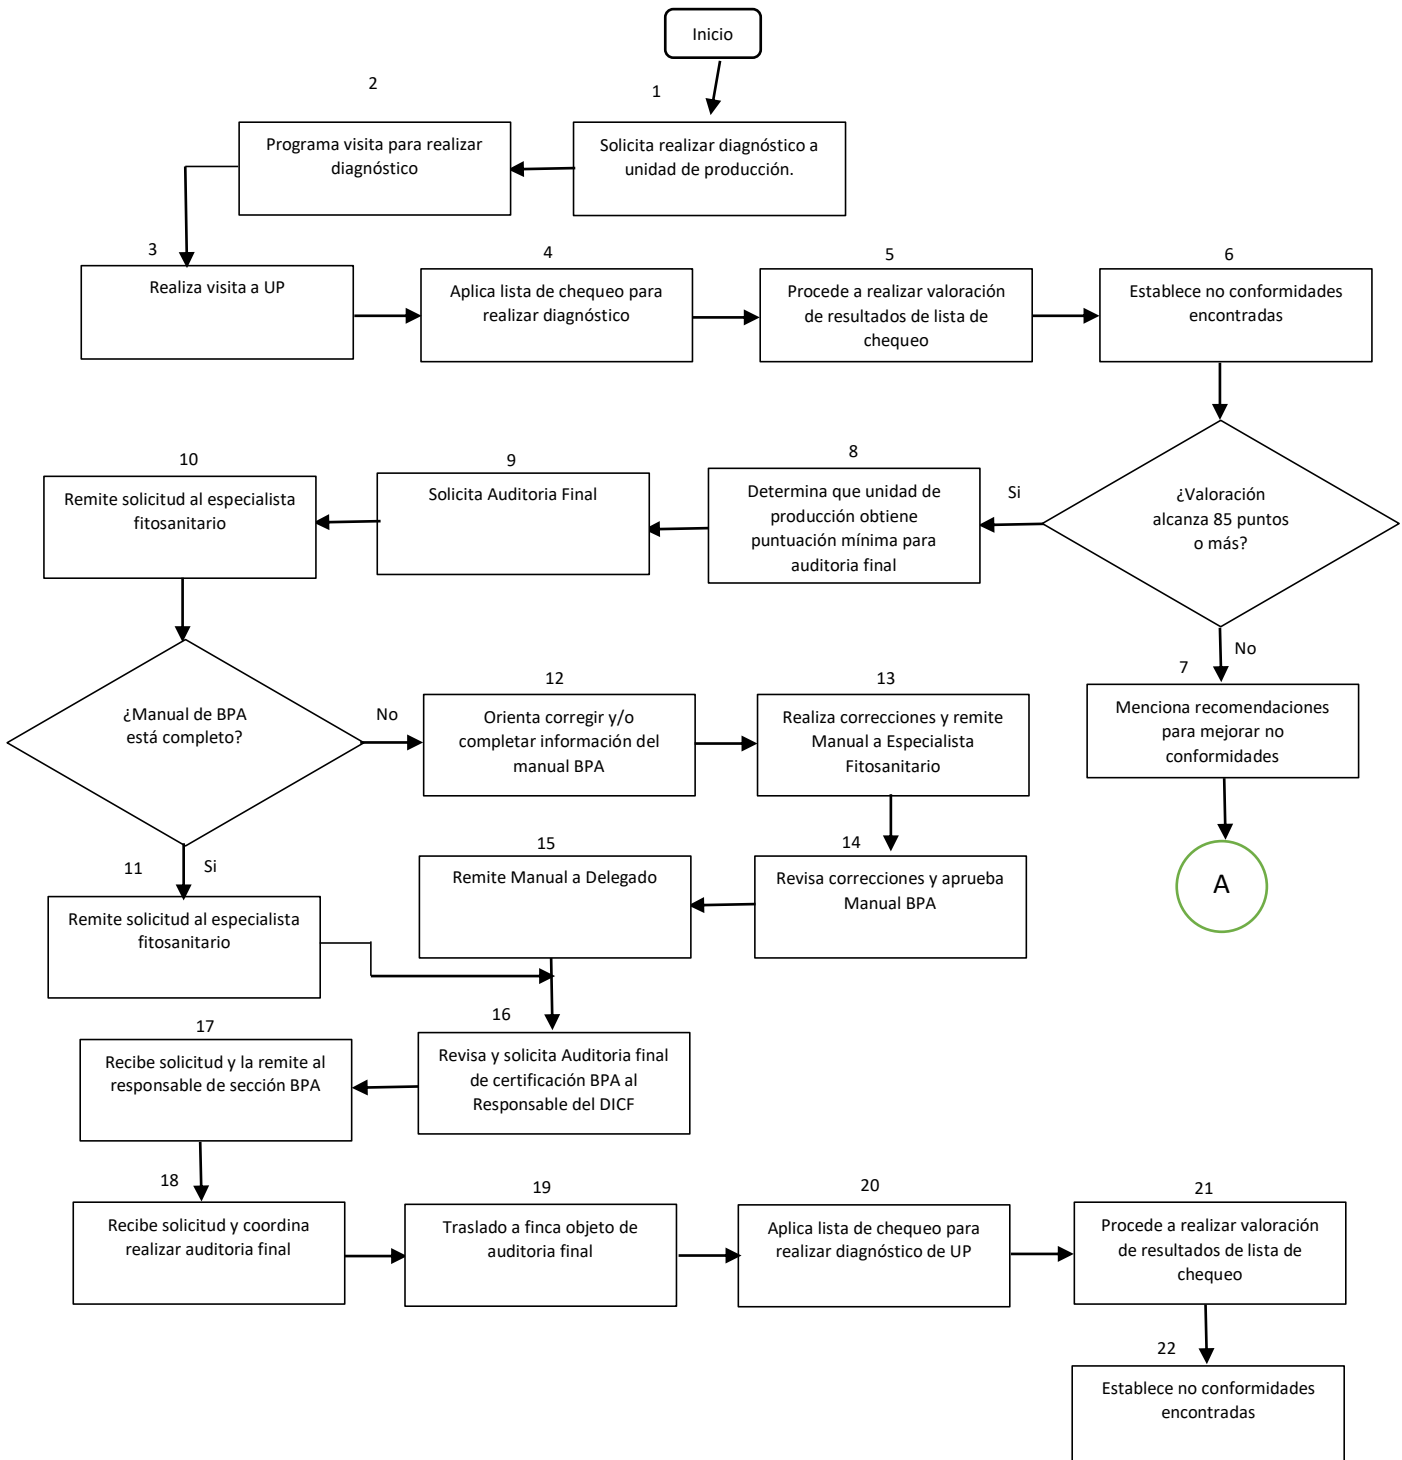 Inicio
1
Solicita realizar diagnóstico a
unidad de producción.
2
Programa visita para realizar
diagnóstico
3
Realiza visita a UP
4
Aplica lista de chequeo para
realizar diagnóstico
5
Procede a realizar valoración
de resultados de lista de
chequeo
6
Establece no conformidades
encontradas
¿Valoración
alcanza 85 puntos
o más?
Si
No
7
Menciona recomendaciones
para mejorar no
conformidades
A
8
Determina que unidad de
producción obtiene
puntuación mínima para
auditoria final
9
Solicita Auditoria Final
10
Remite solicitud al especialista
fitosanitario
¿Manual de BPA
está completo?
No
Si
11
Remite solicitud al especialista
fitosanitario
12
Orienta corregir y/o
completar información del
manual BPA
13
Realiza correcciones y remite
Manual a Especialista
Fitosanitario
14
Revisa correcciones y aprueba
Manual BPA
15
Remite Manual a Delegado
16
Revisa y solicita Auditoria final
de certificación BPA al
Responsable del DICF
17
Recibe solicitud y la remite al
responsable de sección BPA
18
Recibe solicitud y coordina
realizar auditoria final
19
Traslado a finca objeto de
auditoria final
20
Aplica lista de chequeo para
realizar diagnóstico de UP
21
Procede a realizar valoración
de resultados de lista de
chequeo
22
Establece no conformidades
encontradas